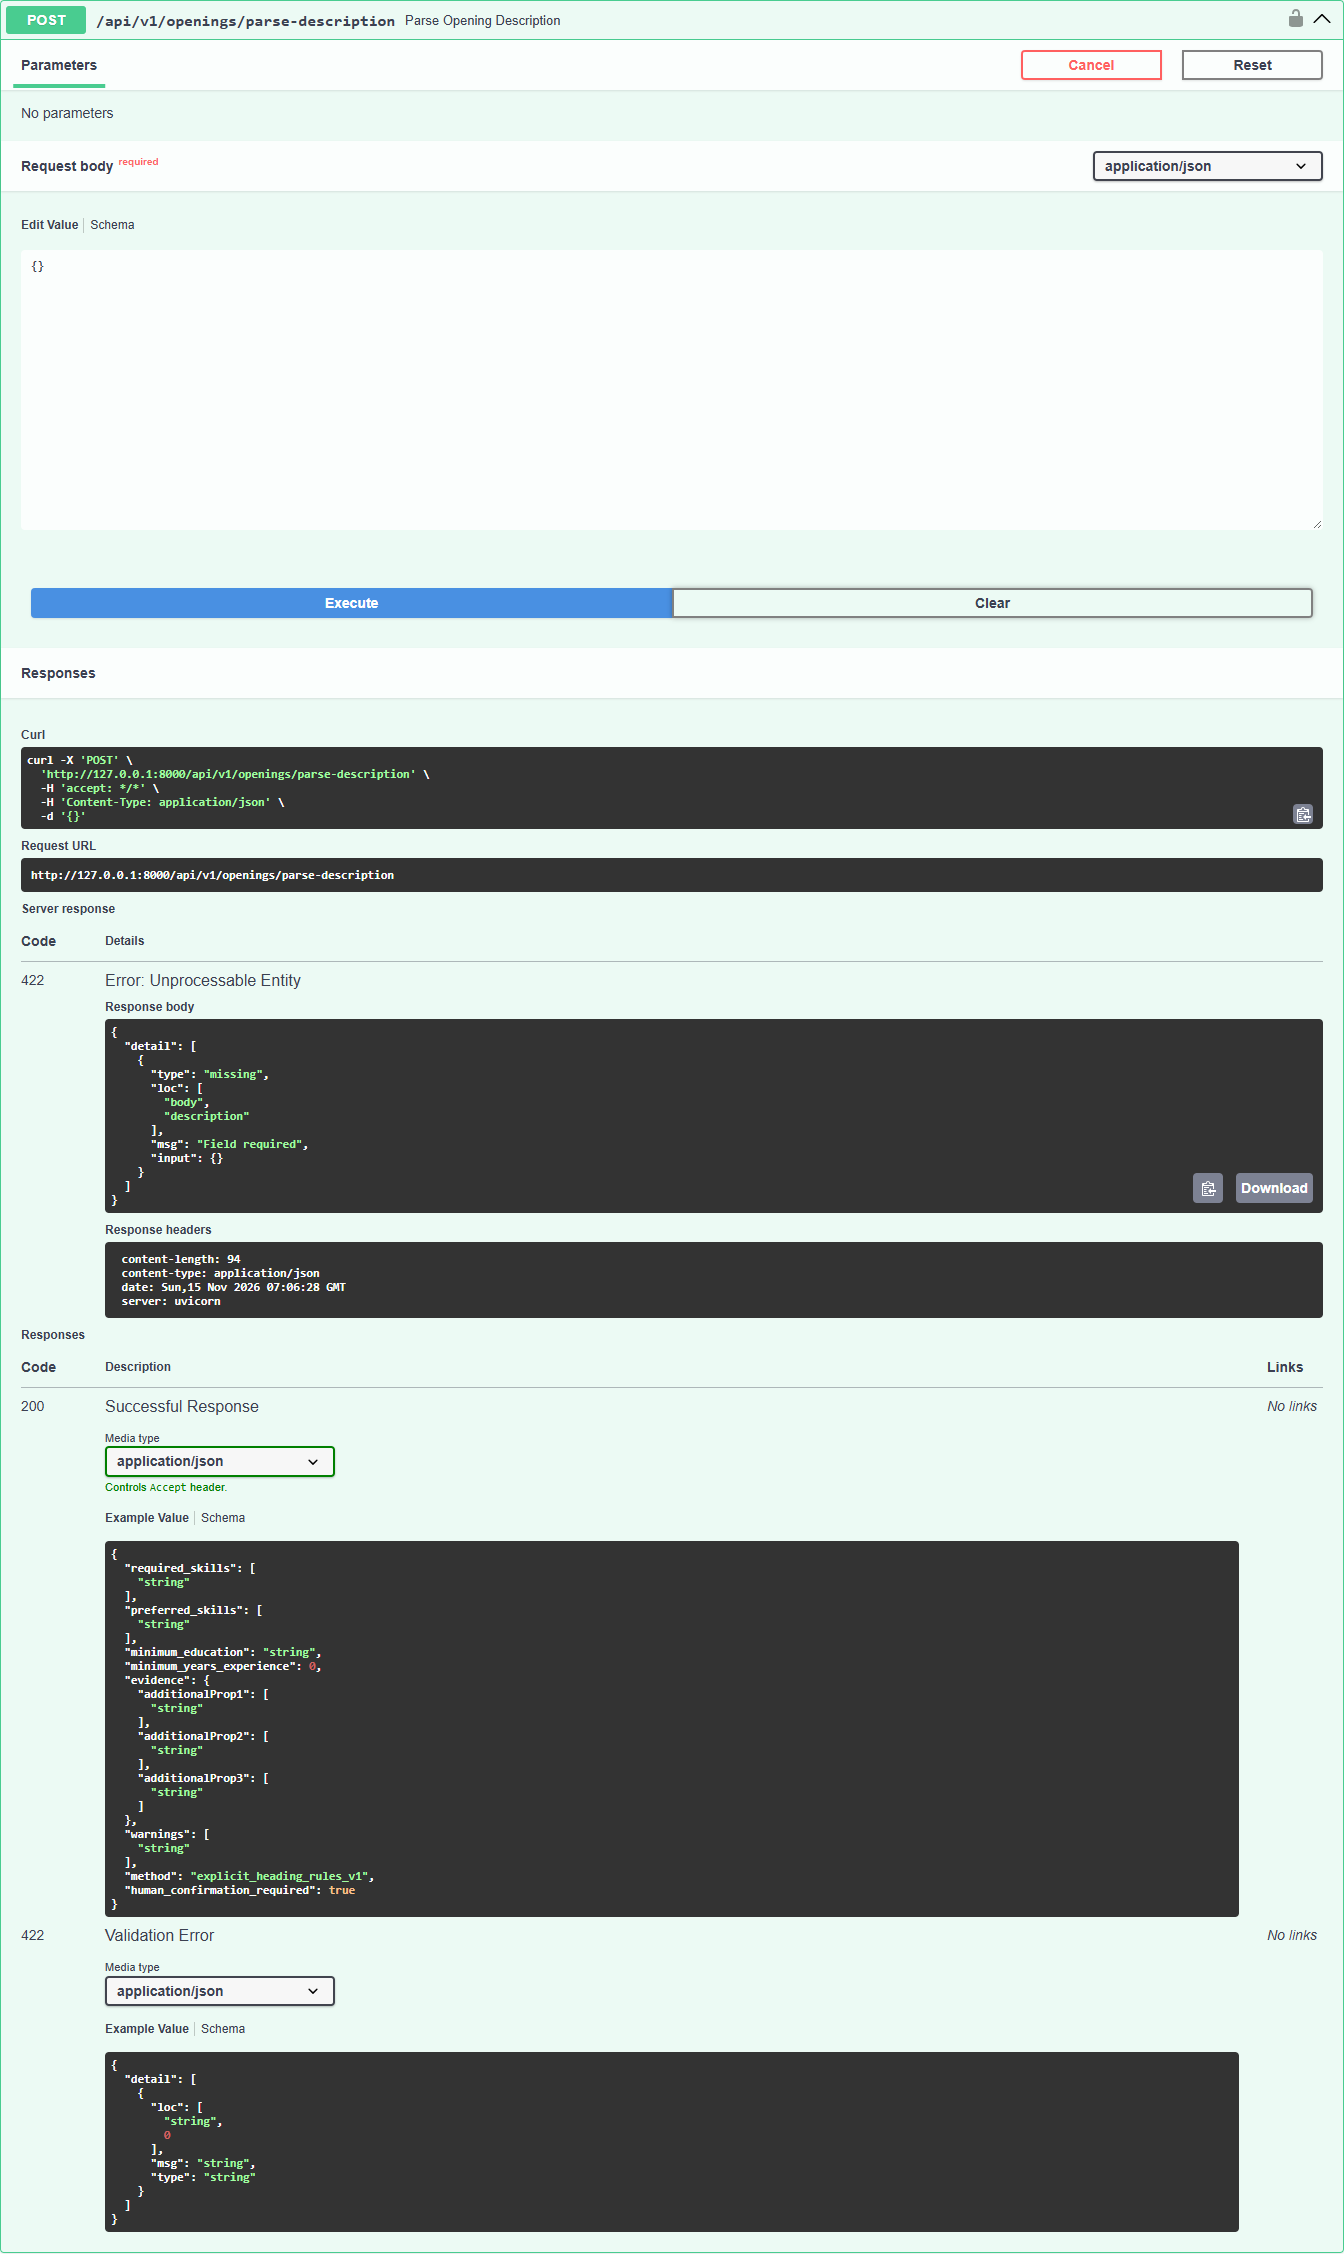 POST /api/v1/openings/parse-description Parse Opening Description
Parameters Cancel Reset
No parameters
Request body required application/json
Edit Value Schema
{}
Execute Clear
Responses
Curl
curl -X 'POST' \
'http://127.0.0.1:8000/api/v1/openings/parse-description' \
-H 'accept: */*' \
-H 'Content-Type: application/json' \
-d '{}'
Request URL
http://127.0.0.1:8000/api/v1/openings/parse-description
Server response
Code Details
422 Error: Unprocessable Entity
Response body
{
"detail": [
{
"type": "missing",
"loc": [
"body",
"description"
],
"msg": "Field required",
"input": {}
}
]
}
Download
Response headers
content-length: 94
content-type: application/json
date: Sun,15 Nov 2026 07:06:28 GMT
server: uvicorn
Responses
Code Description Links
200 Successful Response No links
Media type
application/json
Controls Accept header.
Example Value Schema
{
"required_skills": [
"string"
],
"preferred_skills": [
"string"
],
"minimum_education": "string",
"minimum_years_experience": 0,
"evidence": {
"additionalProp1": [
"string"
],
"additionalProp2": [
"string"
],
"additionalProp3": [
"string"
]
},
"warnings": [
"string"
],
"method": "explicit_heading_rules_v1",
"human_confirmation_required": true
}
422 Validation Error No links
Media type
application/json
Example Value Schema
{
"detail": [
{
"loc": [
"string",
0
],
"msg": "string",
"type": "string"
}
]
}